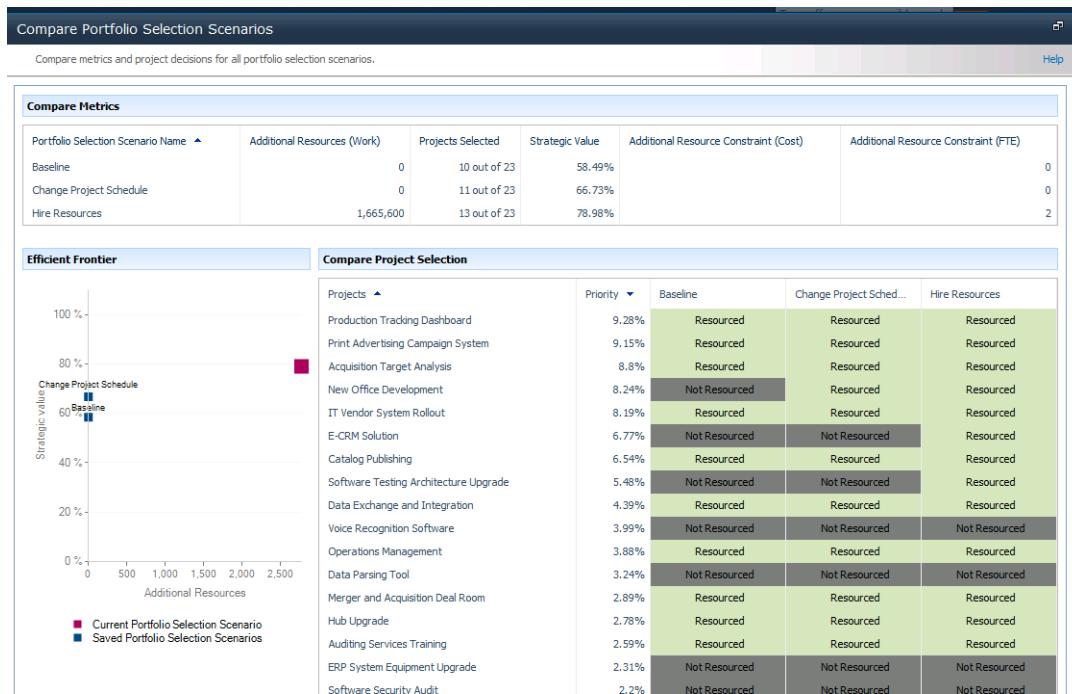 Compare Portfolio Selection Scenarios
Compare metrics and project decisions for all portfolio selection scenarios.
Help
Compare Metrics
Portfolio Selection Scenario Name Additional Resources (Work) Projects Selected Strategic Value Additional Resource Constraint (Cost) Additional Resource Constraint (FTE)
Baseline 0 10 out of 23 58.49% 0
Change Project Schedule 0 11 out of 23 66.73% 0
Hire Resources 1,665,600 13 out of 23 78.98% 2
Efficient Frontier
100 %
80 %
Change Project Schedule
Baseline
60 %
40 %
20 %
0 %
Strategic value
0 500 1,000 1,500 2,000 2,500
Additional Resources
Current Portfolio Selection Scenario
Saved Portfolio Selection Scenarios
Compare Project Selection
Projects Priority Baseline Change Project Sched... Hire Resources
Production Tracking Dashboard 9.28% Resourced Resourced Resourced
Print Advertising Campaign System 9.15% Resourced Resourced Resourced
Acquisition Target Analysis 8.8% Resourced Resourced Resourced
New Office Development 8.24% Not Resourced Resourced Resourced
IT Vendor System Rollout 8.19% Resourced Resourced Resourced
E-CRM Solution 6.77% Not Resourced Not Resourced Resourced
Catalog Publishing 6.54% Resourced Resourced Resourced
Software Testing Architecture Upgrade 5.48% Not Resourced Not Resourced Resourced
Data Exchange and Integration 4.39% Resourced Resourced Resourced
Voice Recognition Software 3.99% Not Resourced Not Resourced Not Resourced
Operations Management 3.88% Resourced Resourced Resourced
Data Parsing Tool 3.24% Not Resourced Not Resourced Not Resourced
Merger and Acquisition Deal Room 2.89% Resourced Resourced Resourced
Hub Upgrade 2.78% Resourced Resourced Resourced
Auditing Services Training 2.59% Resourced Resourced Resourced
ERP System Equipment Upgrade 2.31% Not Resourced Not Resourced Not Resourced
Software Security Audit 2.2% Not Resourced Not Resourced Not Resourced